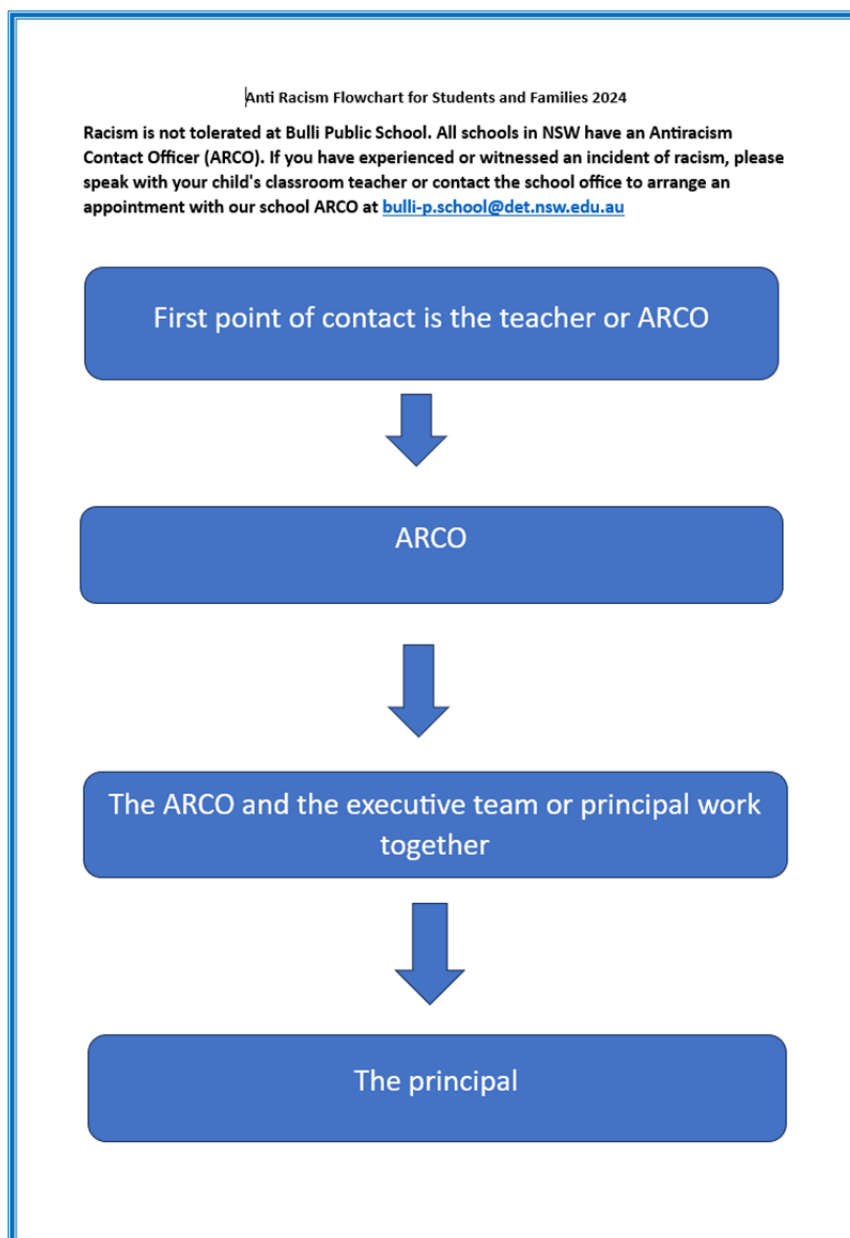 Anti Racism Flowchart for Students and Families 2024
Racism is not tolerated at Bulli Public School. All schools in NSW have an Antiracism
Contact Officer (ARCO). If you have experienced or witnessed an incident of racism, please
speak with your child's classroom teacher or contact the school office to arrange an
appointment with our school ARCO at bulli-p.school@det.nsw.edu.au
First point of contact is the teacher or ARCO
ARCO
The ARCO and the executive team or principal work
together
The principal